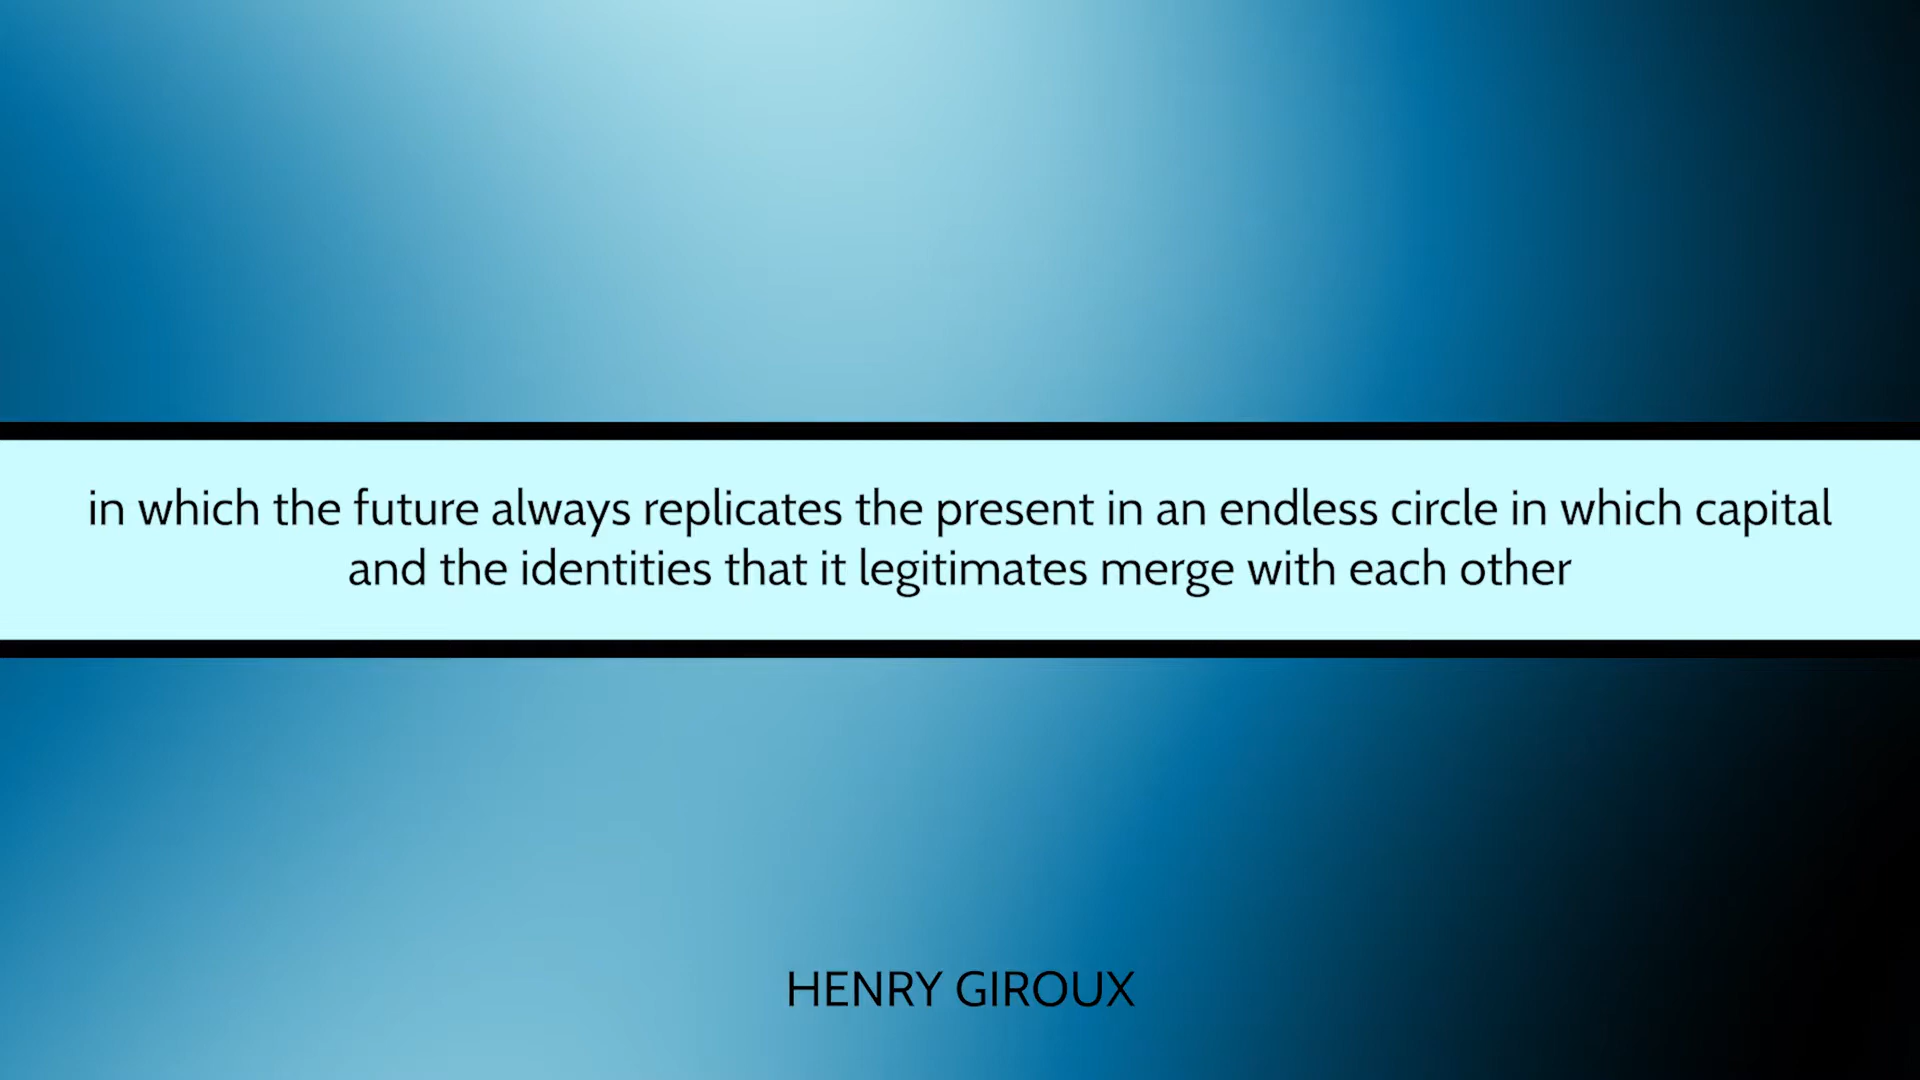 in which the future always replicates the present in an endless circle in which capital
and the identities that it legitimates merge with each other
HENRY GIROUX